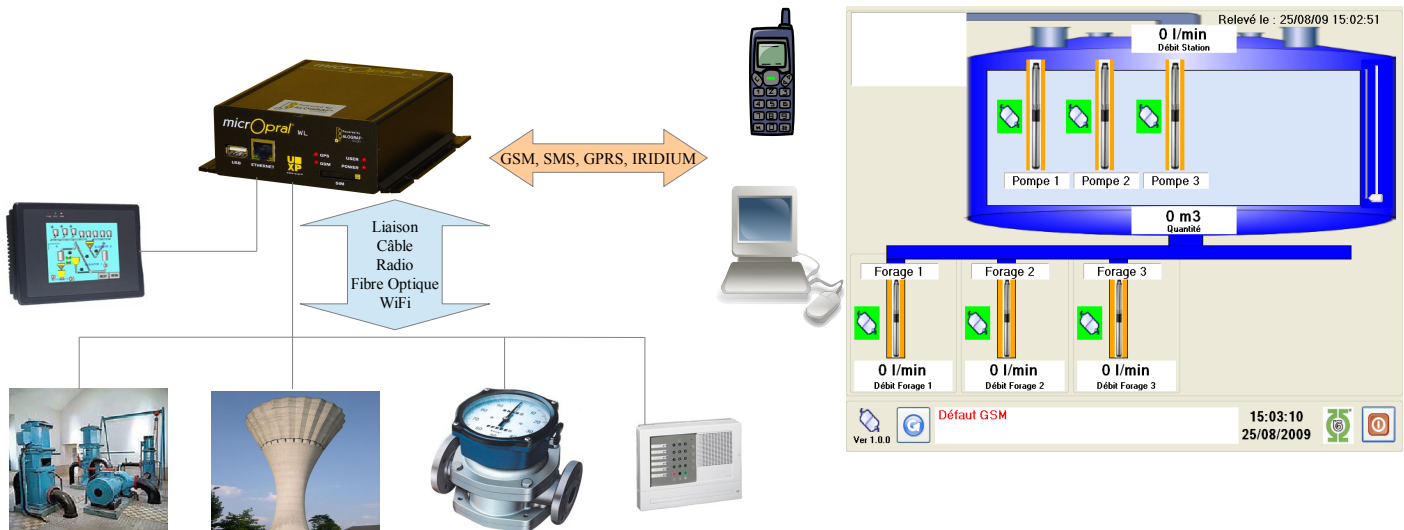 micrOpral WL
USB
ETHERNET
GPS
GSM
USER
POWER
SIM
GSM, SMS, GPRS, IRIDIUM
Liaison
Câble
Radio
Fibre Optique
WiFi
Relevé le : 25/08/09 15:02:51
0 l/min
Débit Station
Pompe 1
Pompe 2
Pompe 3
0 m3
Quantité
Forage 1
Forage 2
Forage 3
0 l/min
Débit Forage 1
0 l/min
Débit Forage 2
0 l/min
Débit Forage 3
Ver 1.0.0
Défaut GSM
15:03:10
25/08/2009